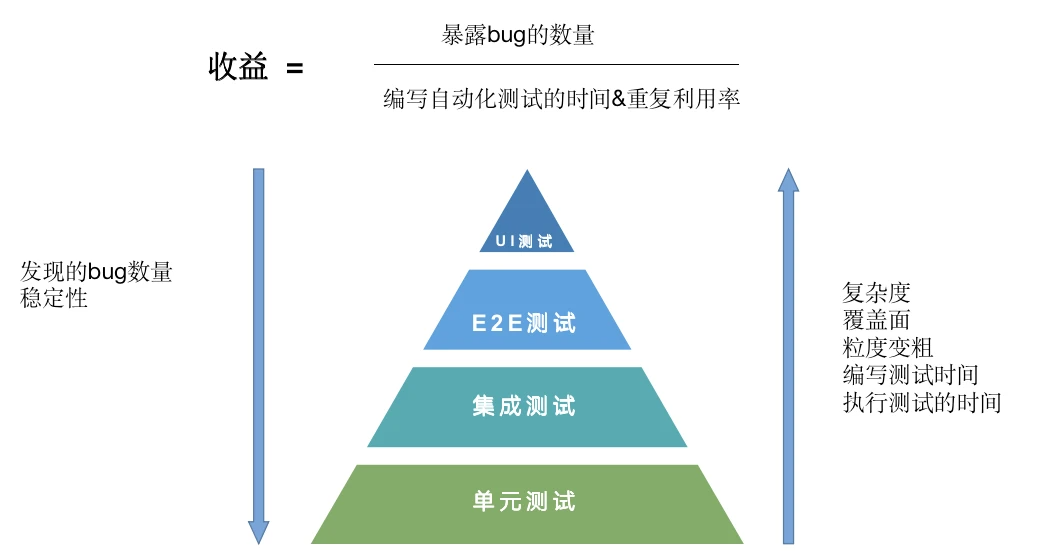 暴露bug的数量
收益 =
编写自动化测试的时间&重复利用率
UI测试
E2E测试
集成测试
单元测试
发现的bug数量
稳定性
复杂度
覆盖面
粒度变粗
编写测试时间
执行测试的时间